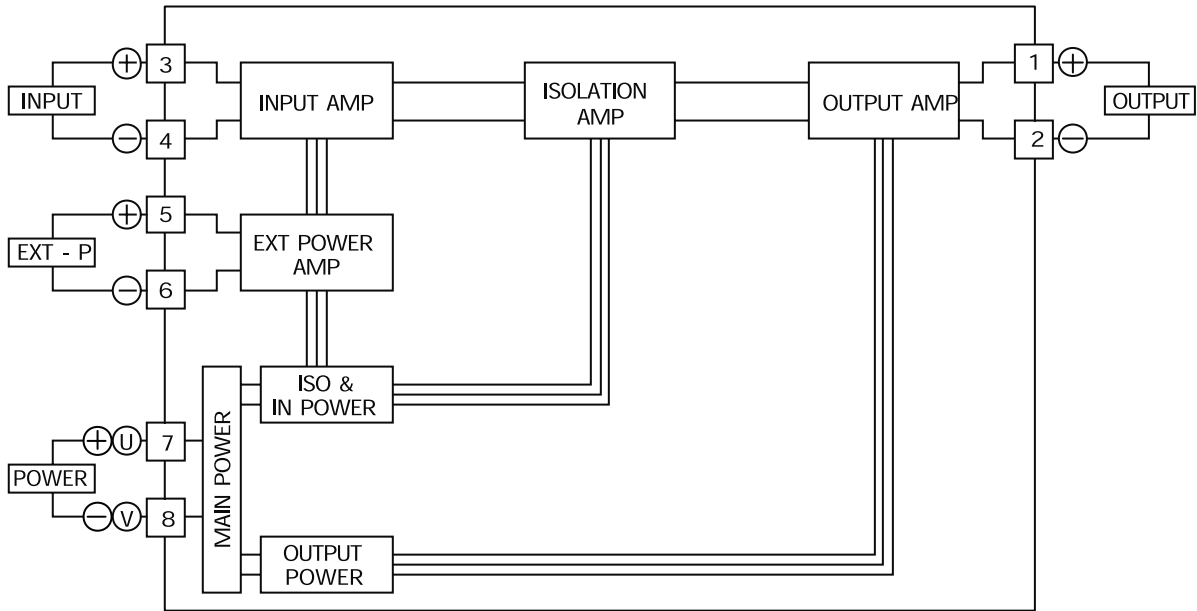 + 3
INPUT
- 4
INPUT AMP
ISOLATION
AMP
OUTPUT AMP
1 +
OUTPUT
2 -
+ 5
EXT - P
- 6
EXT POWER
AMP
MAIN POWER
ISO &
IN POWER
+ U 7
POWER
- V 8
OUTPUT
POWER